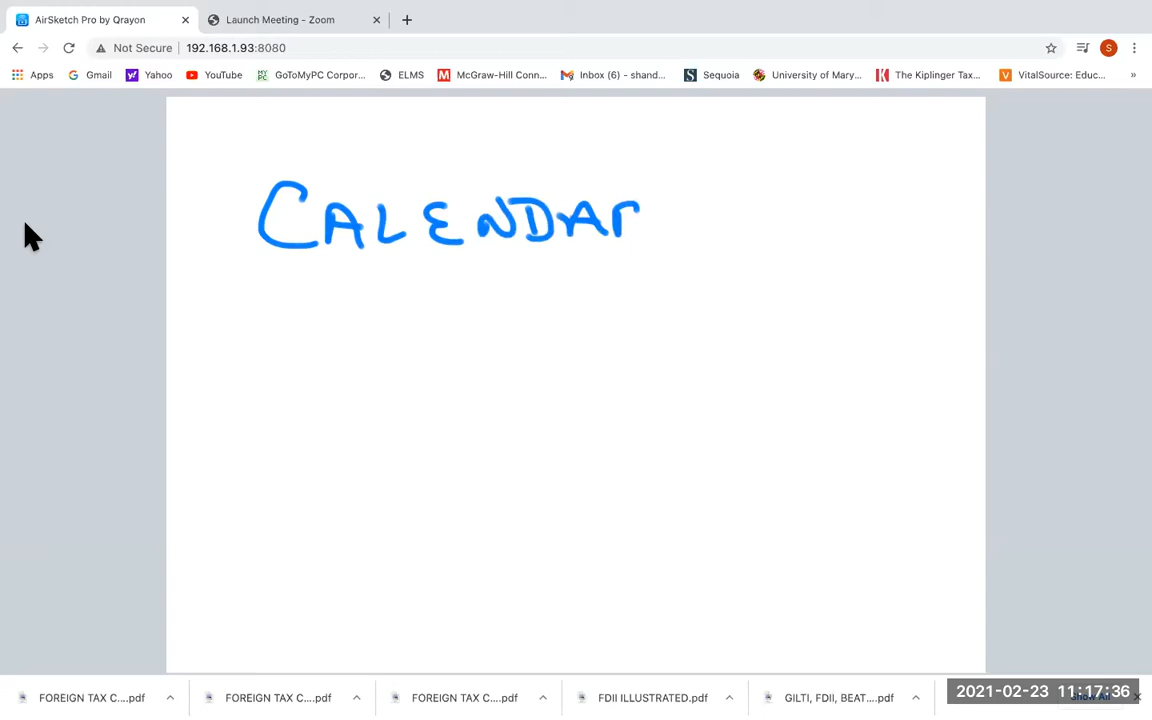 AirSketch Pro by Qrayon
Launch Meeting - Zoom
Not Secure 192.168.1.93:8080
S
Apps Gmail Yahoo YouTube GoToMyPC Corpor... ELMS McGraw-Hill Conn... Inbox (6) - shand... Sequoia University of Mary... The Kiplinger Tax... VitalSource: Educ... »
CALENDAR
FOREIGN TAX C....pdf FOREIGN TAX C....pdf FOREIGN TAX C....pdf FDII ILLUSTRATED.pdf GILTI, FDII, BEAT....pdf
2021-02-23 11:17:36
Show All